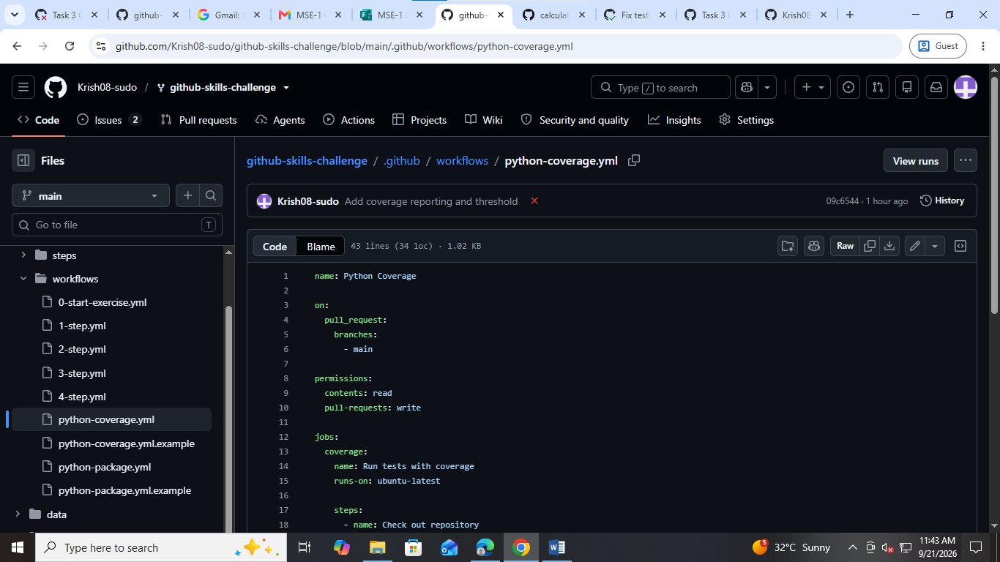 Task 3 C
github-
Gmail: S
MSE-1 C
MSE-1 L
github-
calculat
Fix test
Task 3 C
Krish08
github.com/Krish08-sudo/github-skills-challenge/blob/main/.github/workflows/python-coverage.yml
Guest
Krish08-sudo / github-skills-challenge
Type / to search
Code
Issues 2
Pull requests
Agents
Actions
Projects
Wiki
Security and quality
Insights
Settings
Files
main
Go to file
T
steps
workflows
0-start-exercise.yml
1-step.yml
2-step.yml
3-step.yml
4-step.yml
python-coverage.yml
python-coverage.yml.example
python-package.yml
python-package.yml.example
data
github-skills-challenge / .github / workflows / python-coverage.yml
View runs
Krish08-sudo Add coverage reporting and threshold
09c6544 · 1 hour ago
History
Code
Blame
43 lines (34 loc) · 1.02 KB
Raw
1 name: Python Coverage
2
3 on:
4 pull_request:
5 branches:
6 - main
7
8 permissions:
9 contents: read
10 pull-requests: write
11
12 jobs:
13 coverage:
14 name: Run tests with coverage
15 runs-on: ubuntu-latest
16
17 steps:
18 - name: Check out repository
Type here to search
5
32°C Sunny
11:43 AM
9/21/2026